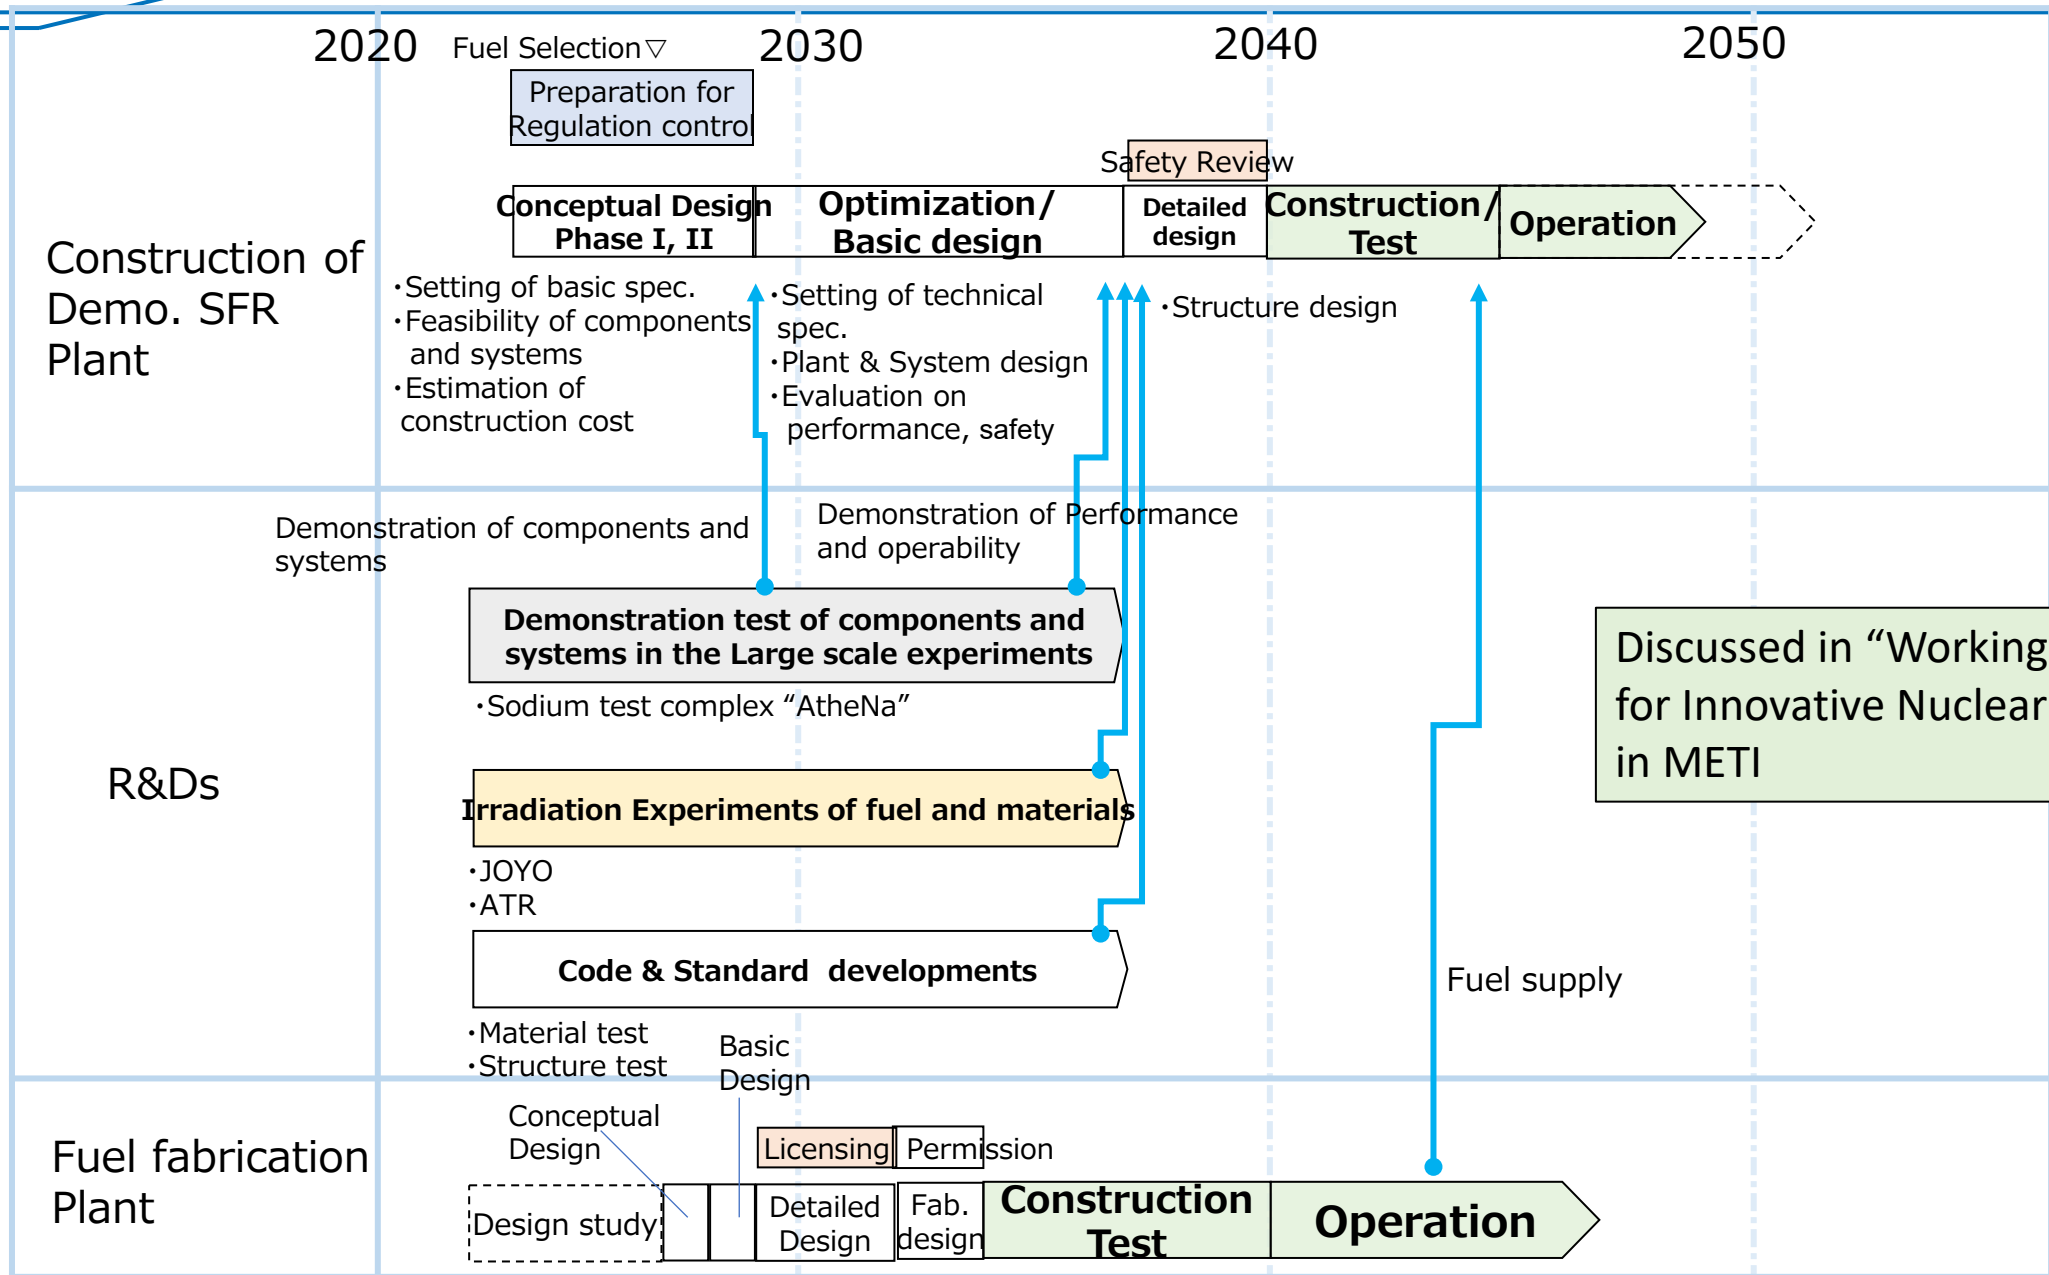 2020
Fuel Selection▽
2030
2040
2050
Preparation for
Regulation control
Safety Review
Construction of
Demo. SFR
Plant
Conceptual Design
Phase I, II
Optimization/
Basic design
Detailed
design
Construction/
Test
Operation
・Setting of basic spec.
・Feasibility of components
and systems
・Estimation of
construction cost
・Setting of technical
spec.
・Plant & System design
・Evaluation on
performance, safety
・Structure design
R&Ds
Demonstration of components and
systems
Demonstration of Performance
and operability
Demonstration test of components and
systems in the Large scale experiments
・Sodium test complex “AtheNa”
Irradiation Experiments of fuel and materials
・JOYO
・ATR
Code & Standard developments
・Material test
・Structure test
Discussed in “Working
for Innovative Nuclear
in METI
Fuel supply
Fuel fabrication
Plant
Conceptual
Design
Basic
Design
Licensing
Permission
Design study
Detailed
Design
Fab.
design
Construction
Test
Operation